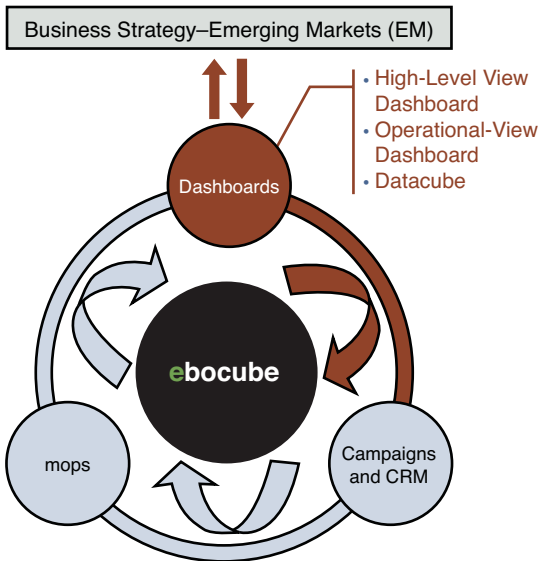 Business Strategy–Emerging Markets (EM)
• High-Level View
Dashboard
• Operational-View
Dashboard
• Datacube
Dashboards
ebocube
mops
Campaigns
and CRM